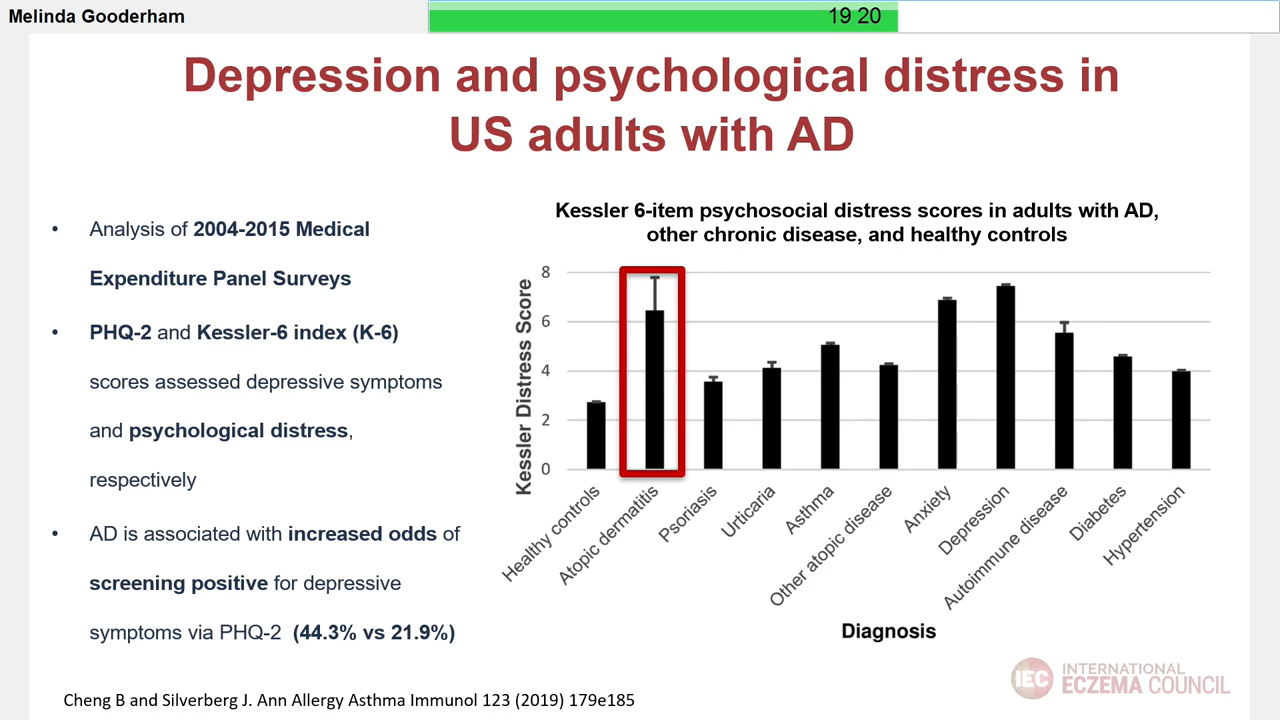 Melinda Gooderham
19 20
Depression and psychological distress in
US adults with AD
• Analysis of 2004-2015 Medical
Expenditure Panel Surveys
• PHQ-2 and Kessler-6 index (K-6)
scores assessed depressive symptoms
and psychological distress,
respectively
• AD is associated with increased odds of
screening positive for depressive
symptoms via PHQ-2 (44.3% vs 21.9%)
Kessler 6-item psychosocial distress scores in adults with AD,
other chronic disease, and healthy controls
Kessler Distress Score
8
6
4
2
0
Healthy controls
Atopic dermatitis
Psoriasis
Urticaria
Asthma
Other atopic disease
Anxiety
Depression
Autoimmune disease
Diabetes
Hypertension
Diagnosis
IEC
INTERNATIONAL
ECZEMA COUNCIL
Cheng B and Silverberg J. Ann Allergy Asthma Immunol 123 (2019) 179e185